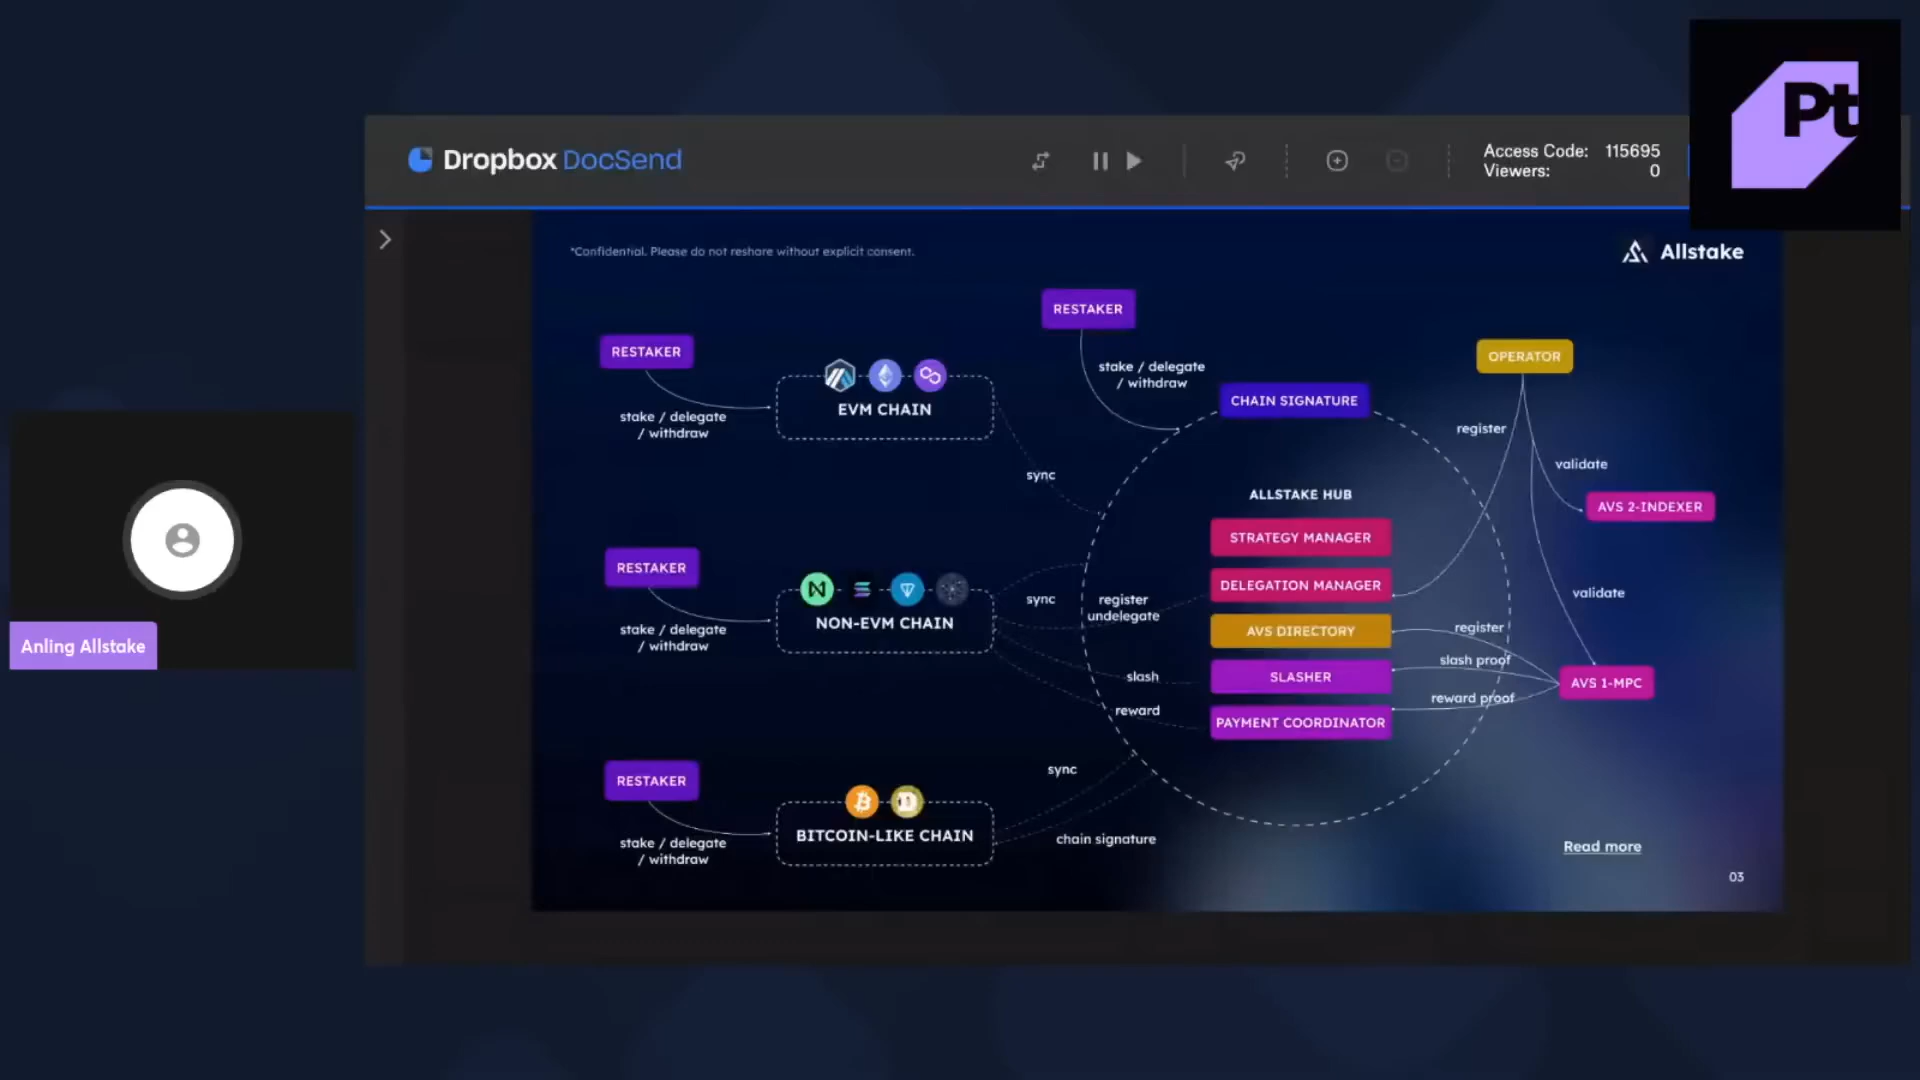 Dropbox DocSend
Access Code: 115695
Viewers: 0
Pt
*Confidential. Please do not reshare without explicit consent.
Allstake
RESTAKER
stake / delegate
/ withdraw
EVM CHAIN
sync
RESTAKER
stake / delegate
/ withdraw
CHAIN SIGNATURE
OPERATOR
register
validate
AVS 2-INDEXER
validate
ALLSTAKE HUB
STRATEGY MANAGER
DELEGATION MANAGER
AVS DIRECTORY
SLASHER
PAYMENT COORDINATOR
register
slash proof
reward proof
AVS 1-MPC
RESTAKER
stake / delegate
/ withdraw
NON-EVM CHAIN
sync
register
undelegate
slash
reward
RESTAKER
stake / delegate
/ withdraw
BITCOIN-LIKE CHAIN
sync
chain signature
Read more
03
Anling Allstake